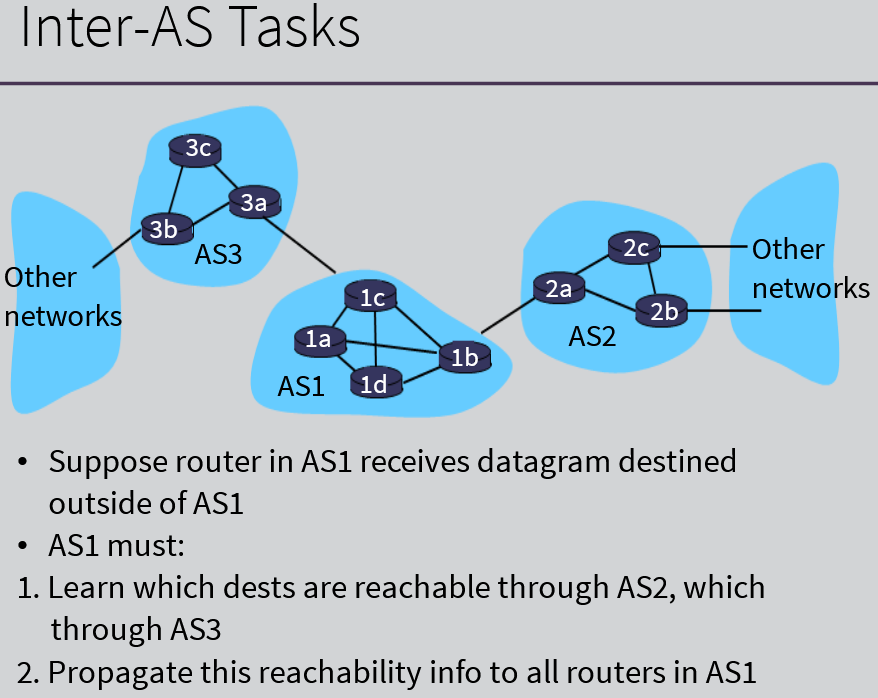 Inter-AS Tasks
3c
3a
3b
AS3
Other
networks
1c
1a
1b
1d
AS1
2c
2a
2b
AS2
Other
networks
• Suppose router in AS1 receives datagram destined
outside of AS1
• AS1 must:
1. Learn which dests are reachable through AS2, which
through AS3
2. Propagate this reachability info to all routers in AS1